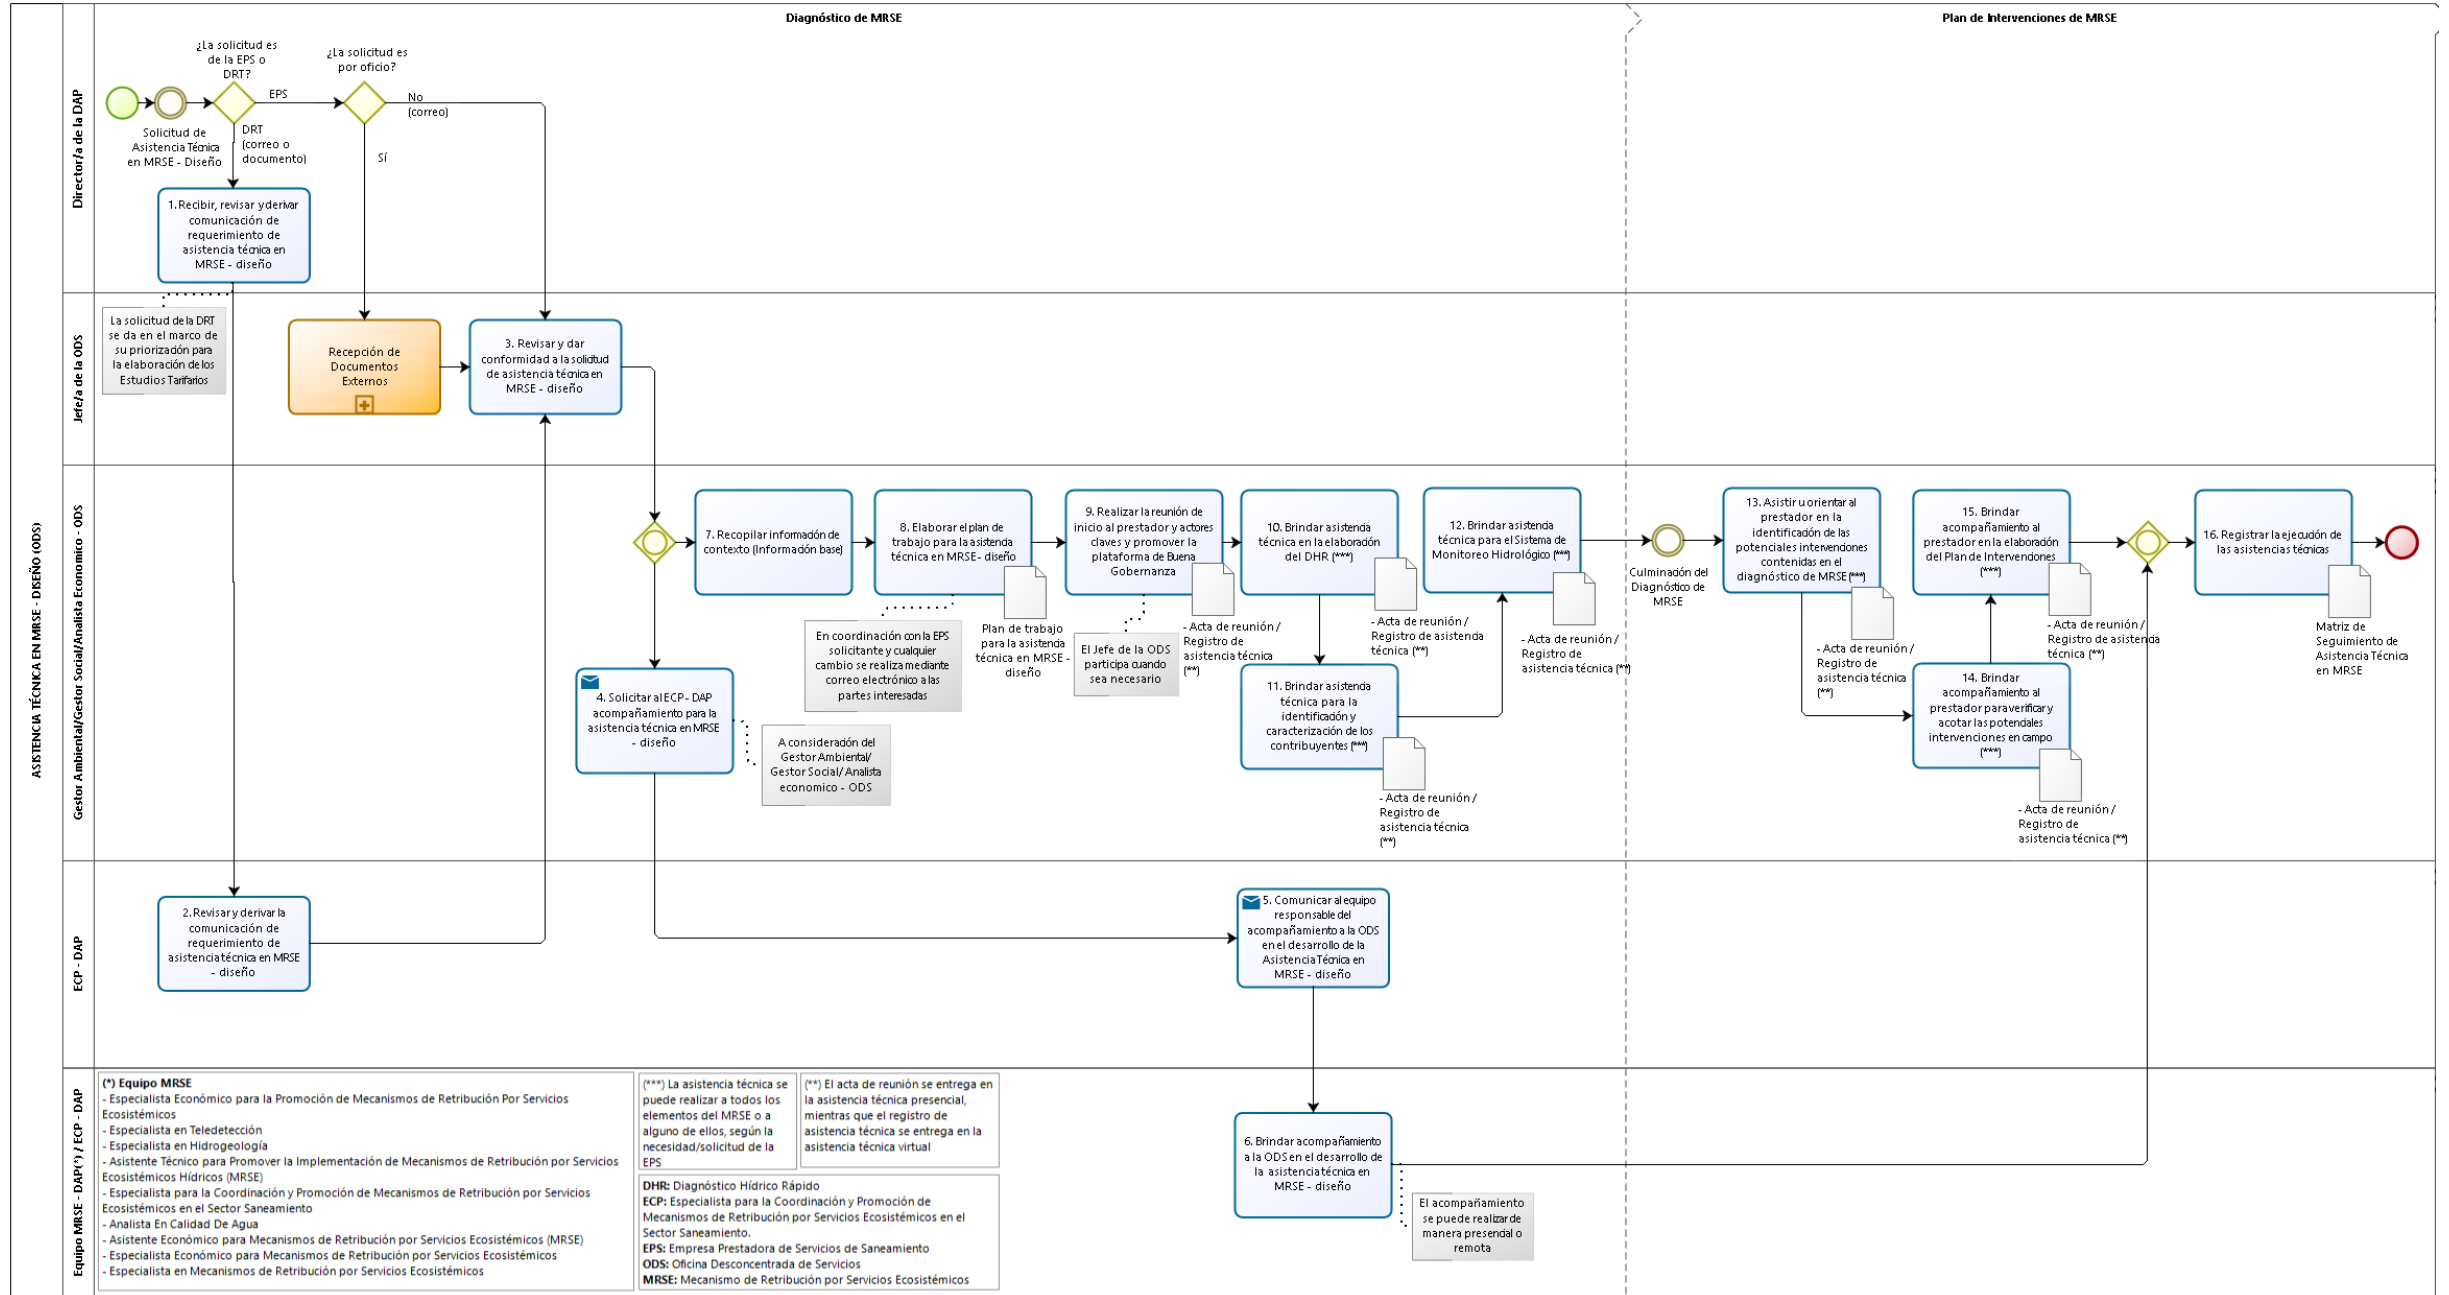 Diagnóstico de MRSE
Plan de Intervenciones de MRSE
ASISTENCIA TÉCNICA EN MRSE - DISEÑO (ODS)
Director/a de la DAP
¿La solicitud es
de la EPS o
DRT?
¿La solicitud es
por oficio?
EPS
No
(correo)
Solicitud de
Asistencia Técnica
en MRSE - Diseño
DRT
(correo o
documento)
Sí
1. Recibir, revisar y derivar
comunicación de
requerimiento de
asistencia técnica en
MRSE - diseño
Jefe/a de la ODS
La solicitud de la DRT
se da en el marco de
su priorización para
la elaboración de los
Estudios Tarifarios
Recepción de
Documentos
Externos
3. Revisar y dar
conformidad a la solicitud
de asistencia técnica en
MRSE - diseño
Gestor Ambiental/Gestor Social/Analista Economico - ODS
7. Recopilar información de
contexto (Información base)
8. Elaborar el plan de
trabajo para la asistencia
técnica en MRSE- diseño
9. Realizar la reunión de
inicio al prestador y actores
claves y promover la
plataforma de Buena
Gobernanza
10. Brindar asistencia
técnica en la elaboración
del DHR (***)
12. Brindar asistencia
técnica para el Sistema de
Monitoreo Hidrológico (***)
Culminación del
Diagnóstico de
MRSE
13. Asistir u orientar al
prestador en la
identificación de las
potenciales intervenciones
contenidas en el
diagnóstico de MRSE (***)
15. Brindar
acompañamiento al
prestador en la elaboración
del Plan de Intervenciones
(***)
16. Registrar la ejecución de
las asistencias técnicas
En coordinación con la EPS
solicitante y cualquier
cambio se realiza mediante
correo electrónico a las
partes interesadas
Plan de trabajo
para la asistencia
técnica en MRSE -
diseño
El Jefe de la ODS
participa cuando
sea necesario
- Acta de reunión /
Registro de
asistencia técnica
(**)
- Acta de reunión /
Registro de asistencia
técnica (**)
- Acta de reunión /
Registro de
asistencia técnica (**)
- Acta de reunión /
Registro de
asistencia técnica
(**)
- Acta de reunión /
Registro de asistencia
técnica (**)
Matriz de
Seguimiento de
Asistencia Técnica
en MRSE
4. Solicitar al ECP - DAP
acompañamiento para la
asistencia técnica en MRSE
- diseño
A consideración del
Gestor Ambiental/
Gestor Social/ Analista
economico - ODS
11. Brindar asistencia
técnica para la
identificación y
caracterización de los
contribuyentes (***)
- Acta de reunión /
Registro de
asistencia técnica
(**)
14. Brindar
acompañamiento al
prestador para verificar y
acotar las potenciales
intervenciones en campo
(***)
- Acta de reunión /
Registro de
asistencia técnica (**)
ECP - DAP
2. Revisar y derivar la
comunicación de
requerimiento de
asistencia técnica en MRSE
- diseño
5. Comunicar al equipo
responsable del
acompañamiento a la ODS
en el desarrollo de la
Asistencia Técnica en
MRSE - diseño
Equipo MRSE - DAP(*) / ECP - DAP
(*) Equipo MRSE
- Especialista Económico para la Promoción de Mecanismos de Retribución Por Servicios
Ecosistémicos
- Especialista en Teledetección
- Especialista en Hidrogeología
- Asistente Técnico para Promover la Implementación de Mecanismos de Retribución por Servicios
Ecosistémicos Hídricos (MRSE)
- Especialista para la Coordinación y Promoción de Mecanismos de Retribución por Servicios
Ecosistémicos en el Sector Saneamiento
- Analista En Calidad De Agua
- Asistente Económico para Mecanismos de Retribución por Servicios Ecosistémicos (MRSE)
- Especialista Económico para Mecanismos de Retribución por Servicios Ecosistémicos
- Especialista en Mecanismos de Retribución por Servicios Ecosistémicos
(***) La asistencia técnica se
puede realizar a todos los
elementos del MRSE o a
alguno de ellos, según la
necesidad/solicitud de la
EPS
(**) El acta de reunión se entrega en
la asistencia técnica presencial,
mientras que el registro de
asistencia técnica se entrega en la
asistencia técnica virtual
DHR: Diagnóstico Hídrico Rápido
ECP: Especialista para la Coordinación y Promoción de
Mecanismos de Retribución por Servicios Ecosistémicos en el
Sector Saneamiento.
EPS: Empresa Prestadora de Servicios de Saneamiento
ODS: Oficina Desconcentrada de Servicios
MRSE: Mecanismo de Retribución por Servicios Ecosistémicos
6. Brindar acompañamiento
a la ODS en el desarrollo de
la asistencia técnica en
MRSE - diseño
El acompañamiento
se puede realizar de
manera presencial o
remota